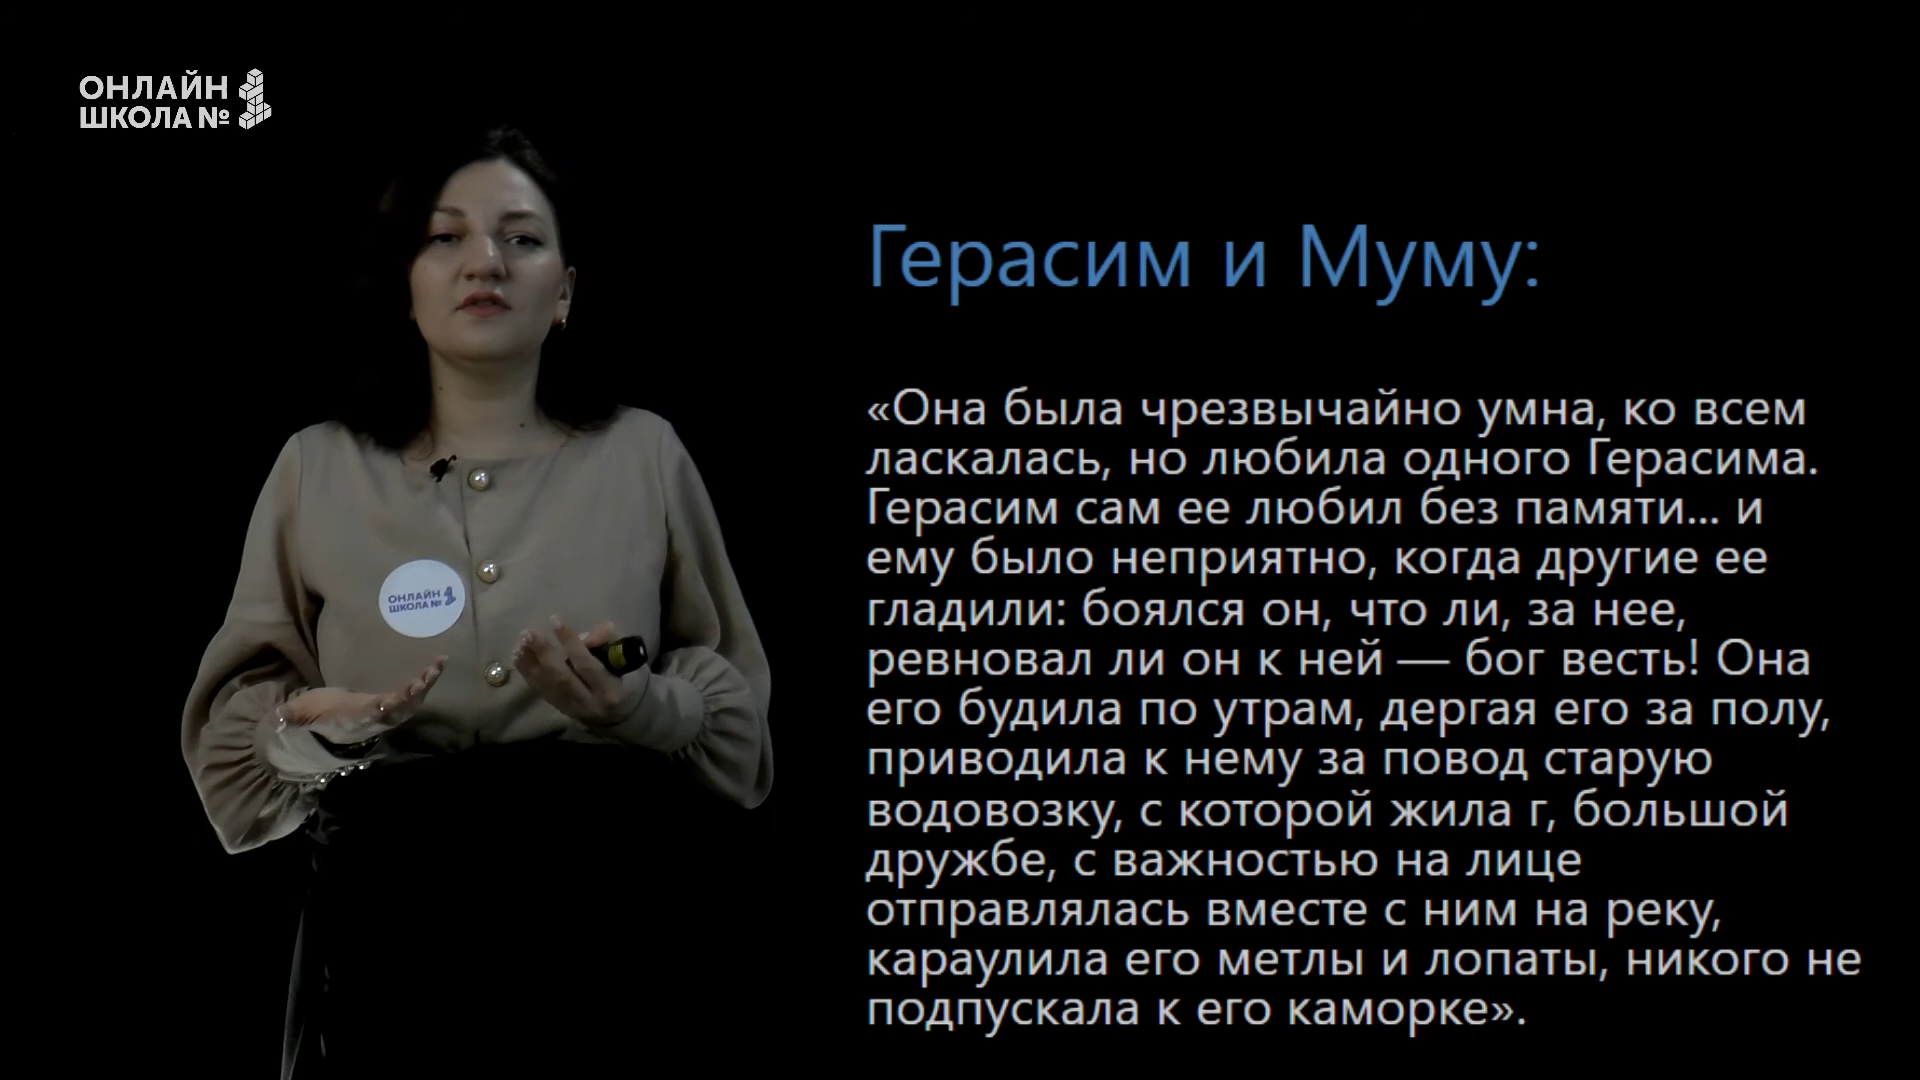 ОНЛАЙН
ШКОЛА №
Герасим и Муму:
«Она была чрезвычайно умна, ко всем
ласкалась, но любила одного Герасима.
Герасим сам ее любил без памяти... и
ему было неприятно, когда другие ее
гладили: боялся он, что ли, за нее,
ревновал ли он к ней — бог весть! Она
его будила по утрам, дергая его за полу,
приводила к нему за повод старую
водовозку, с которой жила г, большой
дружбе, с важностью на лице
отправлялась вместе с ним на реку,
караулила его метлы и лопаты, никого не
подпускала к его каморке».
ОНЛАЙН
ШКОЛА №